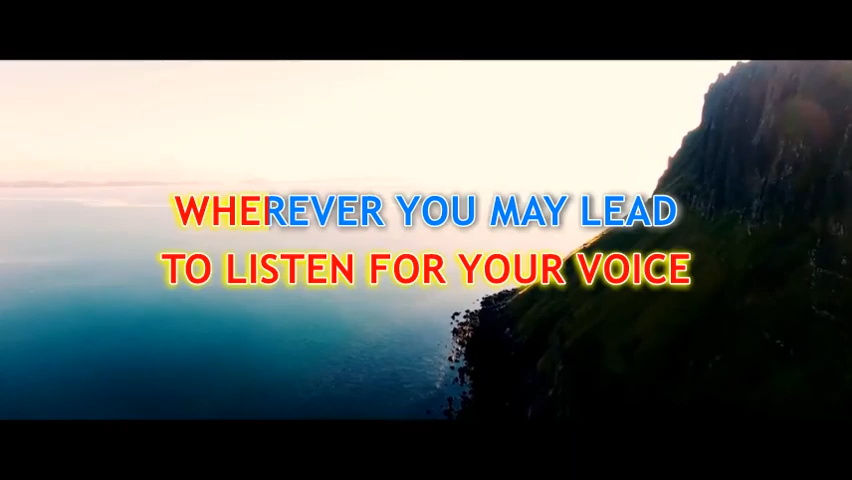 WHEREVER YOU MAY LEAD
TO LISTEN FOR YOUR VOICE